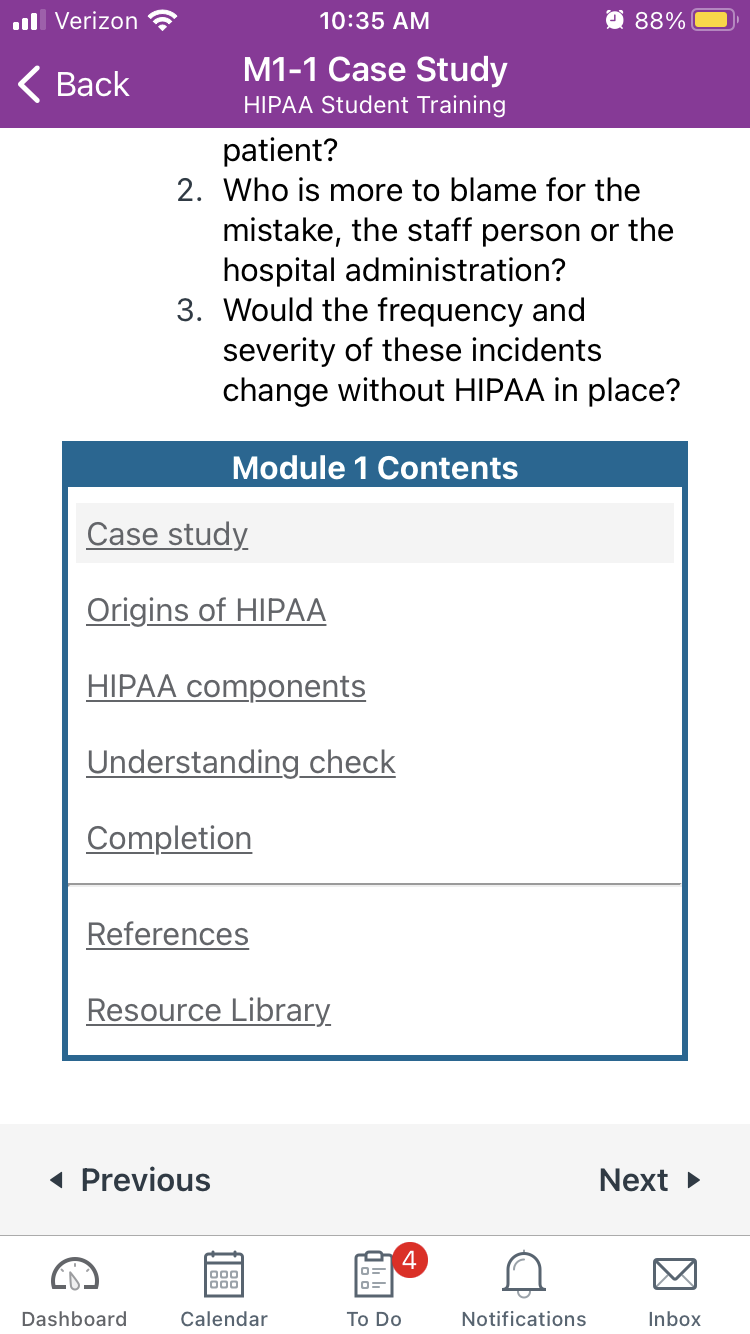 Verizon 10:35 AM 88%
M1-1 Case Study
Back
HIPAA Student Training
patient?
2. Who is more to blame for the
mistake, the staff person or the
hospital administration?
3. Would the frequency and
severity of these incidents
change without HIPAA in place?
Module 1 Contents
Case study
Origins of HIPAA
HIPAA components
Understanding check
Completion
References
Resource Library
Previous Next
4
Dashboard Calendar To Do Notifications Inbox